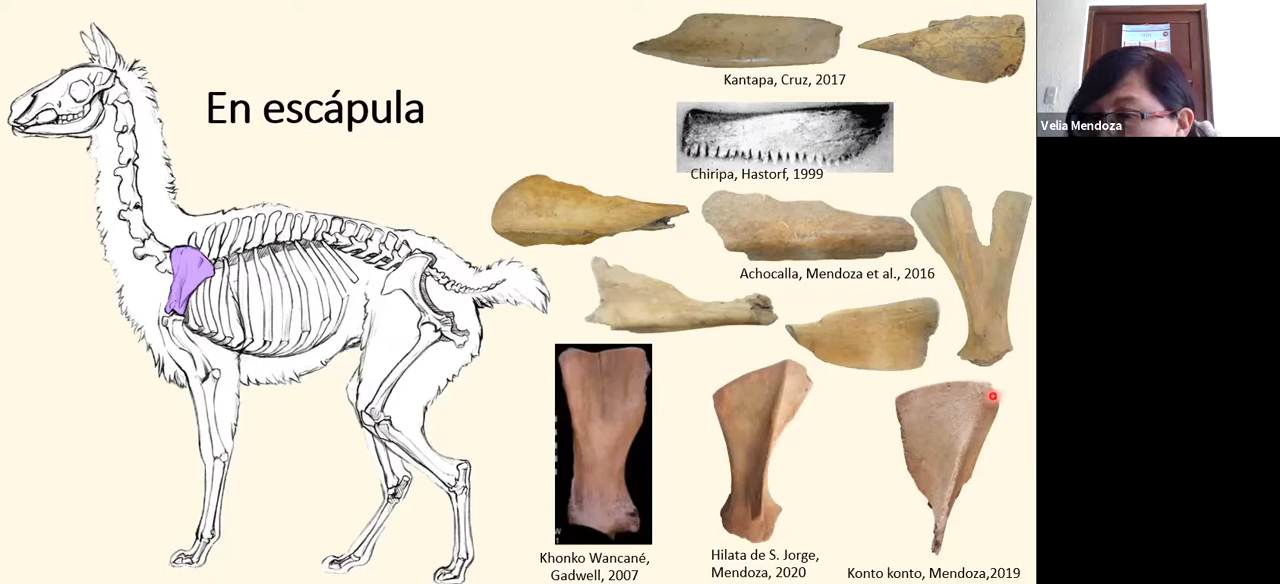 En escápula
Kantapa, Cruz, 2017
Chiripa, Hastorf, 1999
Achocalla, Mendoza et al., 2016
Khonko Wancané,
Gadwell, 2007
Hilata de S. Jorge,
Mendoza, 2020
Konto konto, Mendoza,2019
Velia Mendoza